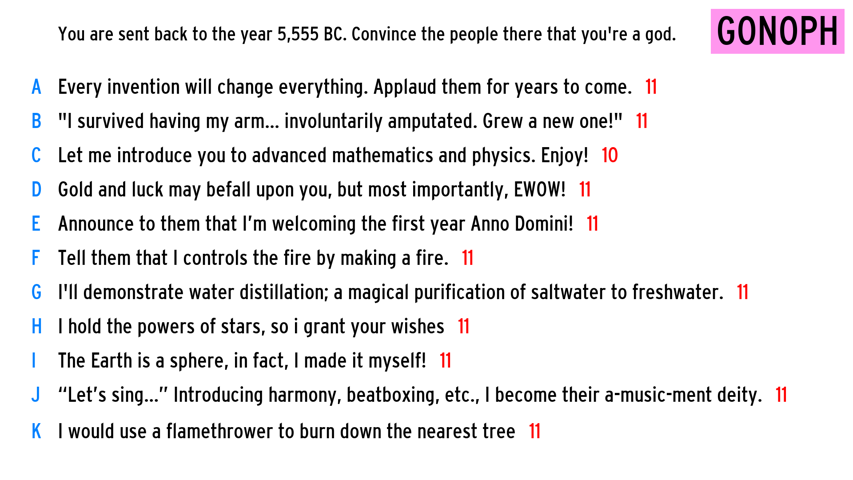 You are sent back to the year 5,555 BC. Convince the people there that you're a god.
GONOPH
A Every invention will change everything. Applaud them for years to come. 11
B "I survived having my arm... involuntarily amputated. Grew a new one!" 11
C Let me introduce you to advanced mathematics and physics. Enjoy! 10
D Gold and luck may befall upon you, but most importantly, EWOW! 11
E Announce to them that I’m welcoming the first year Anno Domini! 11
F Tell them that I controls the fire by making a fire. 11
G I'll demonstrate water distillation; a magical purification of saltwater to freshwater. 11
H I hold the powers of stars, so i grant your wishes 11
I The Earth is a sphere, in fact, I made it myself! 11
J “Let’s sing...” Introducing harmony, beatboxing, etc., I become their a-music-ment deity. 11
K I would use a flamethrower to burn down the nearest tree 11